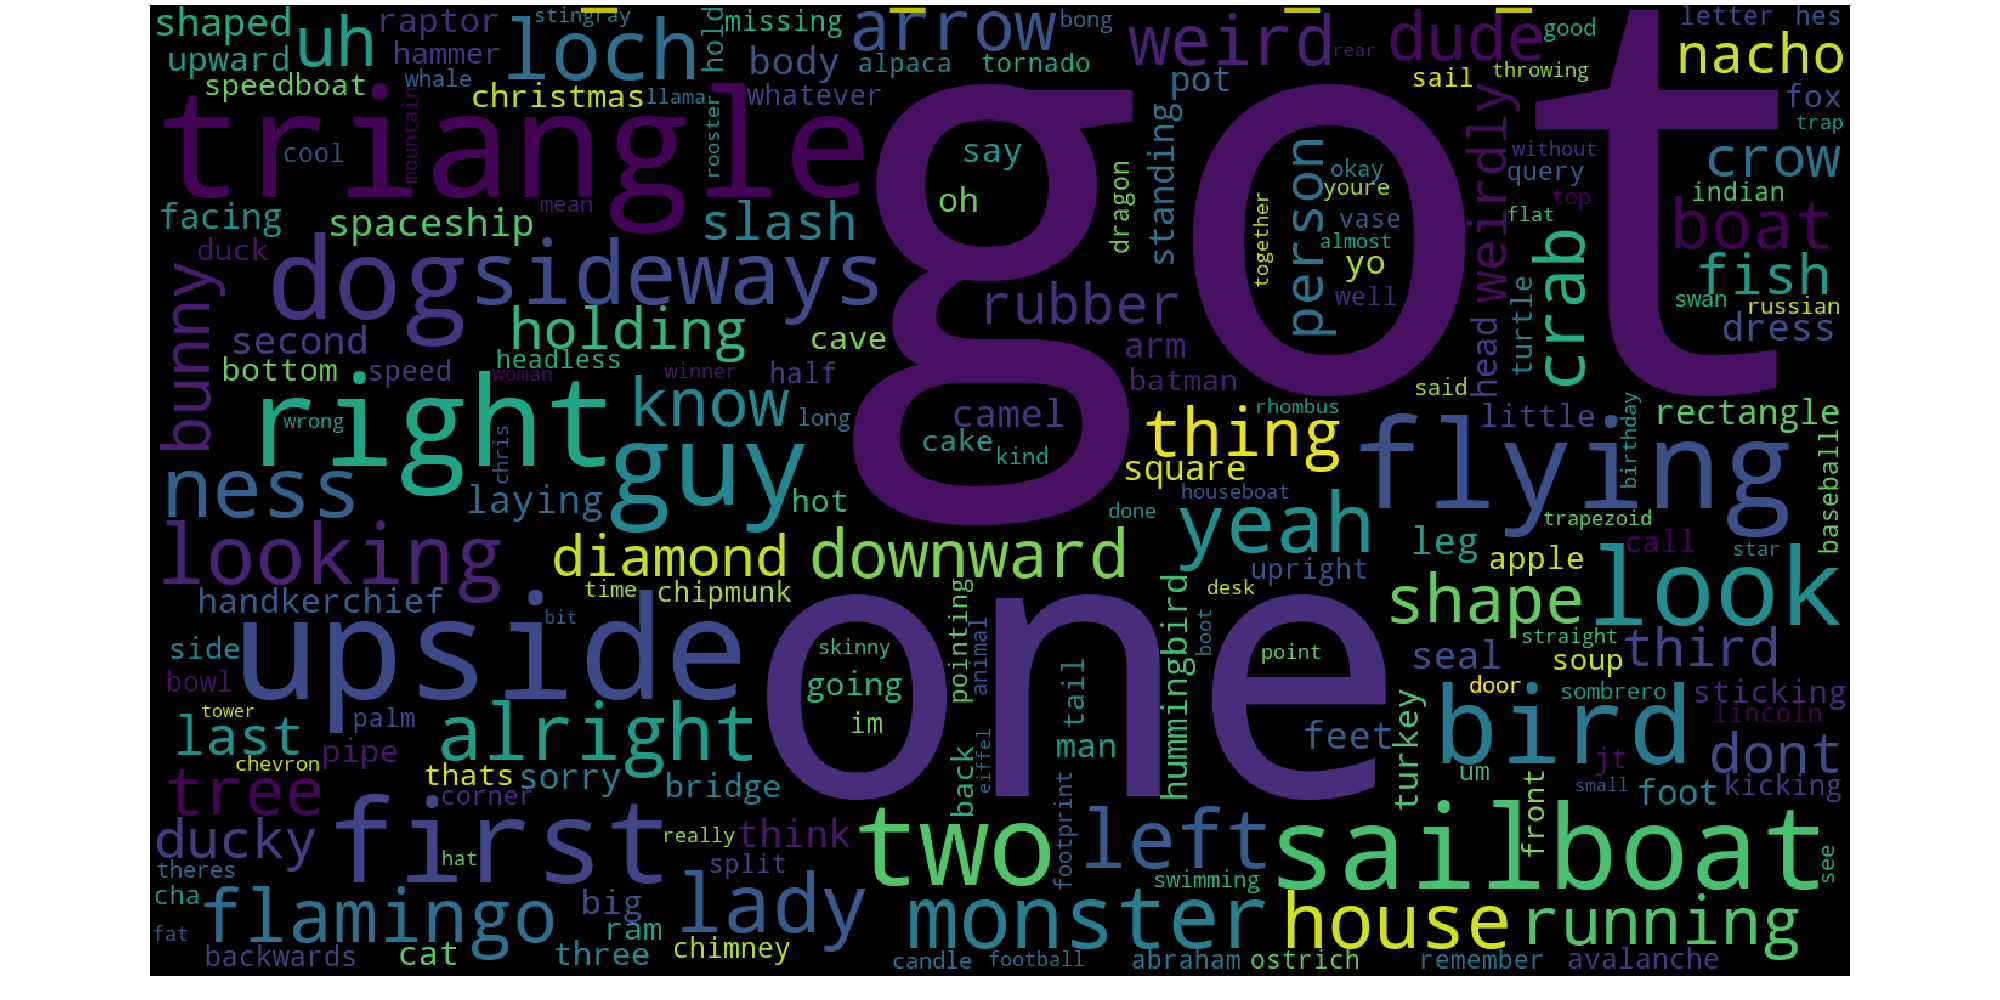 shaped uh raptor stingray loch hold missing arrow bong weird rear dude good letter hes
upward hammer body alpaca tornado pot sail throwing nacho
speedboat whale christmas llama whatever fox
triangle got trap
cool mountain rooster say person okay without crow
query
facing mean oh dragon standing youre weirdly indian
spaceship slash together vase flat top boat
duck dog sideways almost crab
yo fish
bunny rubber well head turtle swan russian
second holding cave arm dress
bottom speed headless woman winner half batman said
right know long camel rhombus little rectangle
wrong chris guy cake kind thing flying birthday baseball
square
ness laying hot houseboat
looking diamond downward done yeah trapezoid
leg apple call star
handkerchief time chipmunk upright shape look
upside bit one pointing animal hummingbird boot desk
side skinny point straight
bowl going seal soup third
tower last palm alright im tail turkey feet bird door sombrero sticking
pipe man lincoln dont
tree chevron thats sorry bridge back eiffel um jt
corner front small foot kicking
ducky first really think two footprint left sailboat
theres hat split see
cha flamingo big lady swimming
fat ram monster house running
backwards cat three chimney candle football abraham ostrich remember avalanche